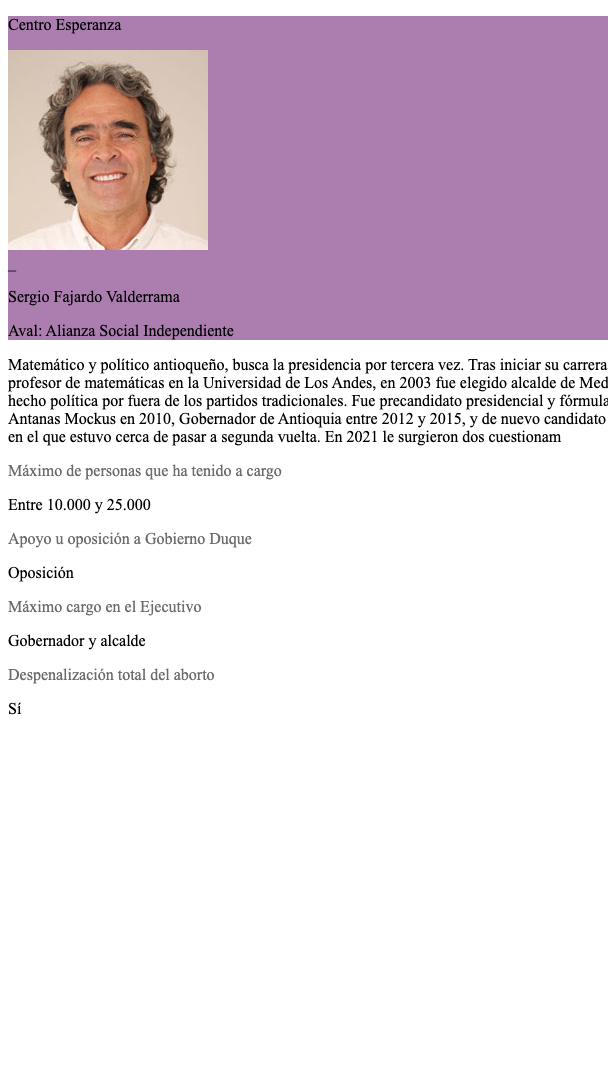 Centro Esperanza
_
Sergio Fajardo Valderrama
Aval: Alianza Social Independiente
Matemático y político antioqueño, busca la presidencia por tercera vez. Tras iniciar su carrera
profesor de matemáticas en la Universidad de Los Andes, en 2003 fue elegido alcalde de Med
hecho política por fuera de los partidos tradicionales. Fue precandidato presidencial y fórmula
Antanas Mockus en 2010, Gobernador de Antioquia entre 2012 y 2015, y de nuevo candidato
en el que estuvo cerca de pasar a segunda vuelta. En 2021 le surgieron dos cuestionam
Máximo de personas que ha tenido a cargo
Entre 10.000 y 25.000
Apoyo u oposición a Gobierno Duque
Oposición
Máximo cargo en el Ejecutivo
Gobernador y alcalde
Despenalización total del aborto
Sí